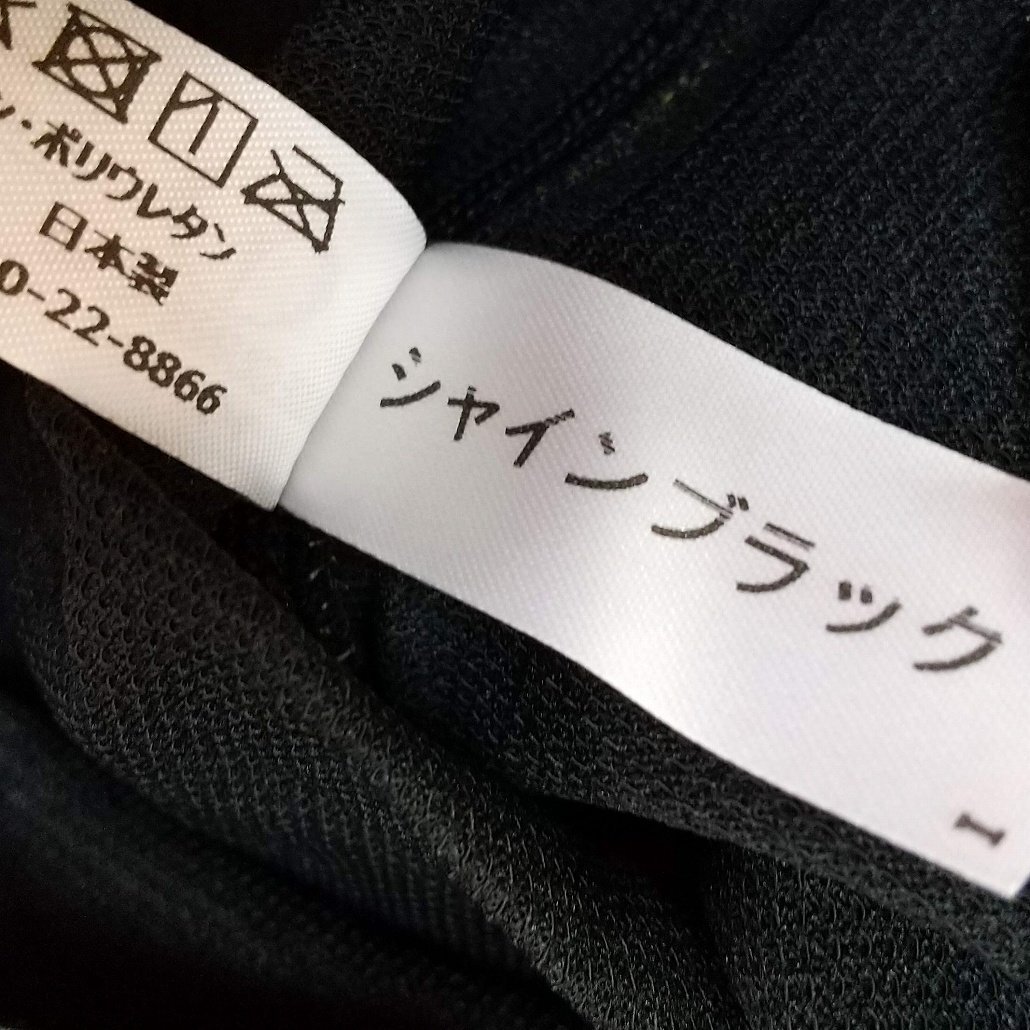 ン・ポリウレタン
日本製
0-22-8866
シャインブラック
1